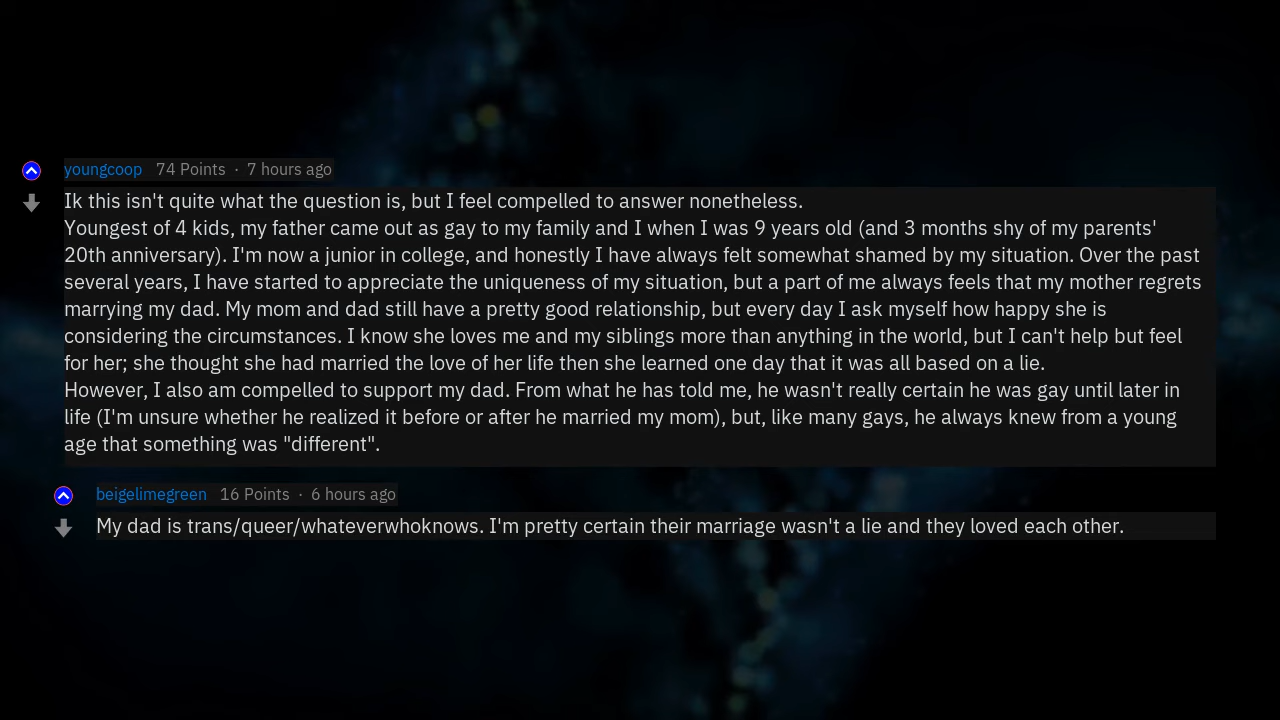 youngcoop 74 Points · 7 hours ago
Ik this isn't quite what the question is, but I feel compelled to answer nonetheless.
Youngest of 4 kids, my father came out as gay to my family and I when I was 9 years old (and 3 months shy of my parents'
20th anniversary). I'm now a junior in college, and honestly I have always felt somewhat shamed by my situation. Over the past
several years, I have started to appreciate the uniqueness of my situation, but a part of me always feels that my mother regrets
marrying my dad. My mom and dad still have a pretty good relationship, but every day I ask myself how happy she is
considering the circumstances. I know she loves me and my siblings more than anything in the world, but I can't help but feel
for her; she thought she had married the love of her life then she learned one day that it was all based on a lie.
However, I also am compelled to support my dad. From what he has told me, he wasn't really certain he was gay until later in
life (I'm unsure whether he realized it before or after he married my mom), but, like many gays, he always knew from a young
age that something was "different".
beigelimegreen 16 Points · 6 hours ago
My dad is trans/queer/whateverwhoknows. I'm pretty certain their marriage wasn't a lie and they loved each other.